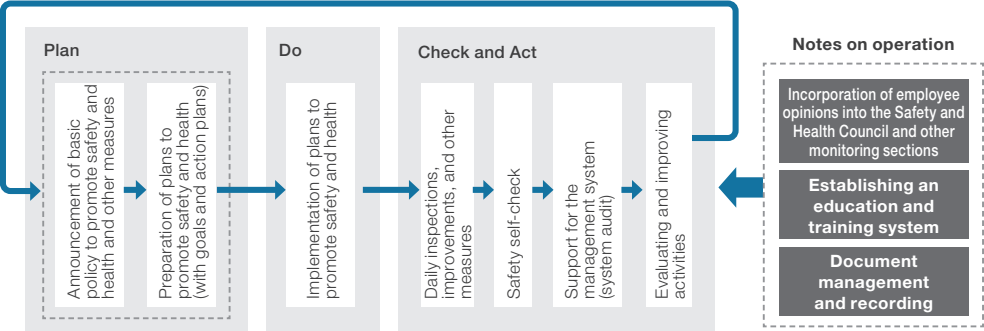 Plan
Announcement of basic
policy to promote safety and
health and other measures
Preparation of plans to
promote safety and health
(with goals and action plans)
Do
Implementation of plans to
promote safety and health
Check and Act
Daily inspections,
improvements, and other
measures
Safety self-check
Support for the
management system
(system audit)
Evaluating and improving
activities
Notes on operation
Incorporation of employee
opinions into the Safety and
Health Council and other
monitoring sections
Establishing an
education and
training system
Document
management
and recording